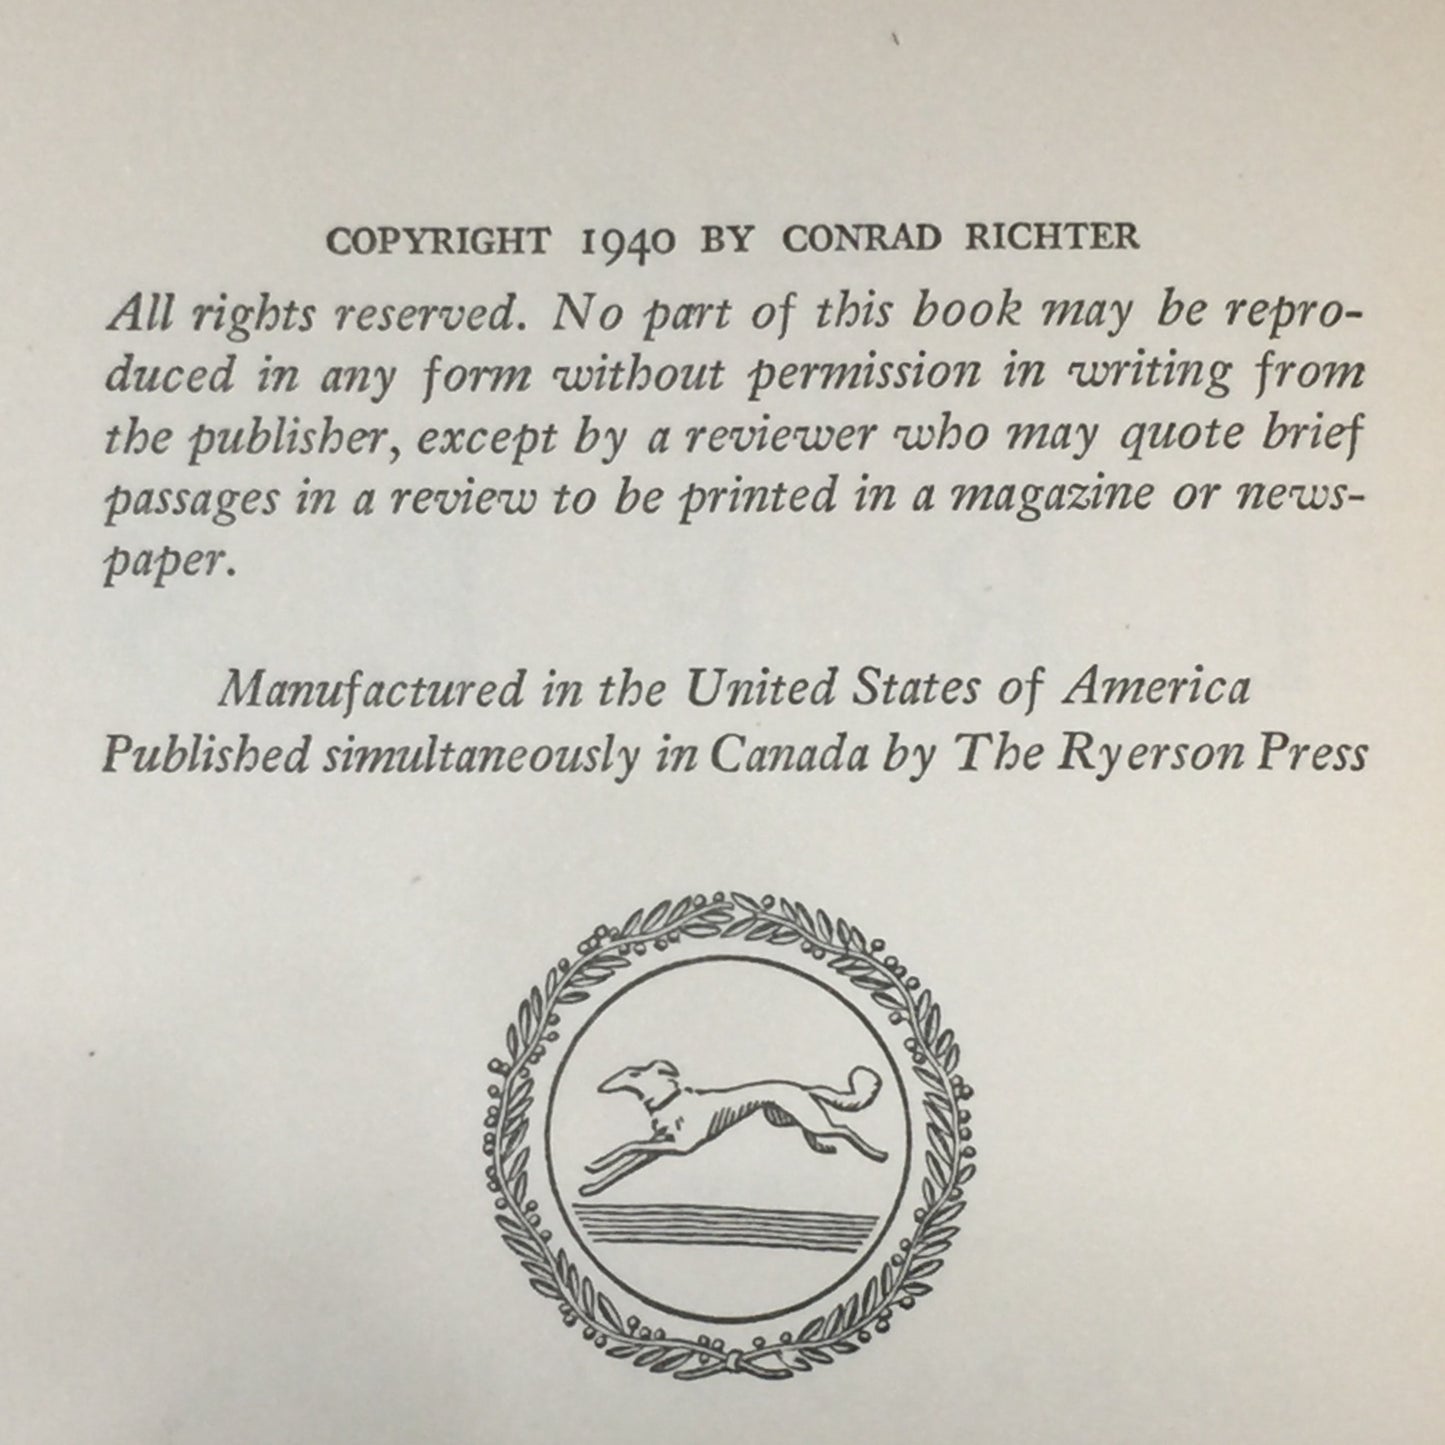 COPYRIGHT 1940 BY CONRAD RICHTER
All rights reserved. No part of this book may be repro-
duced in any form without permission in writing from
the publisher, except by a reviewer who may quote brief
passages in a review to be printed in a magazine or news-
paper.
Manufactured in the United States of America
Published simultaneously in Canada by The Ryerson Press